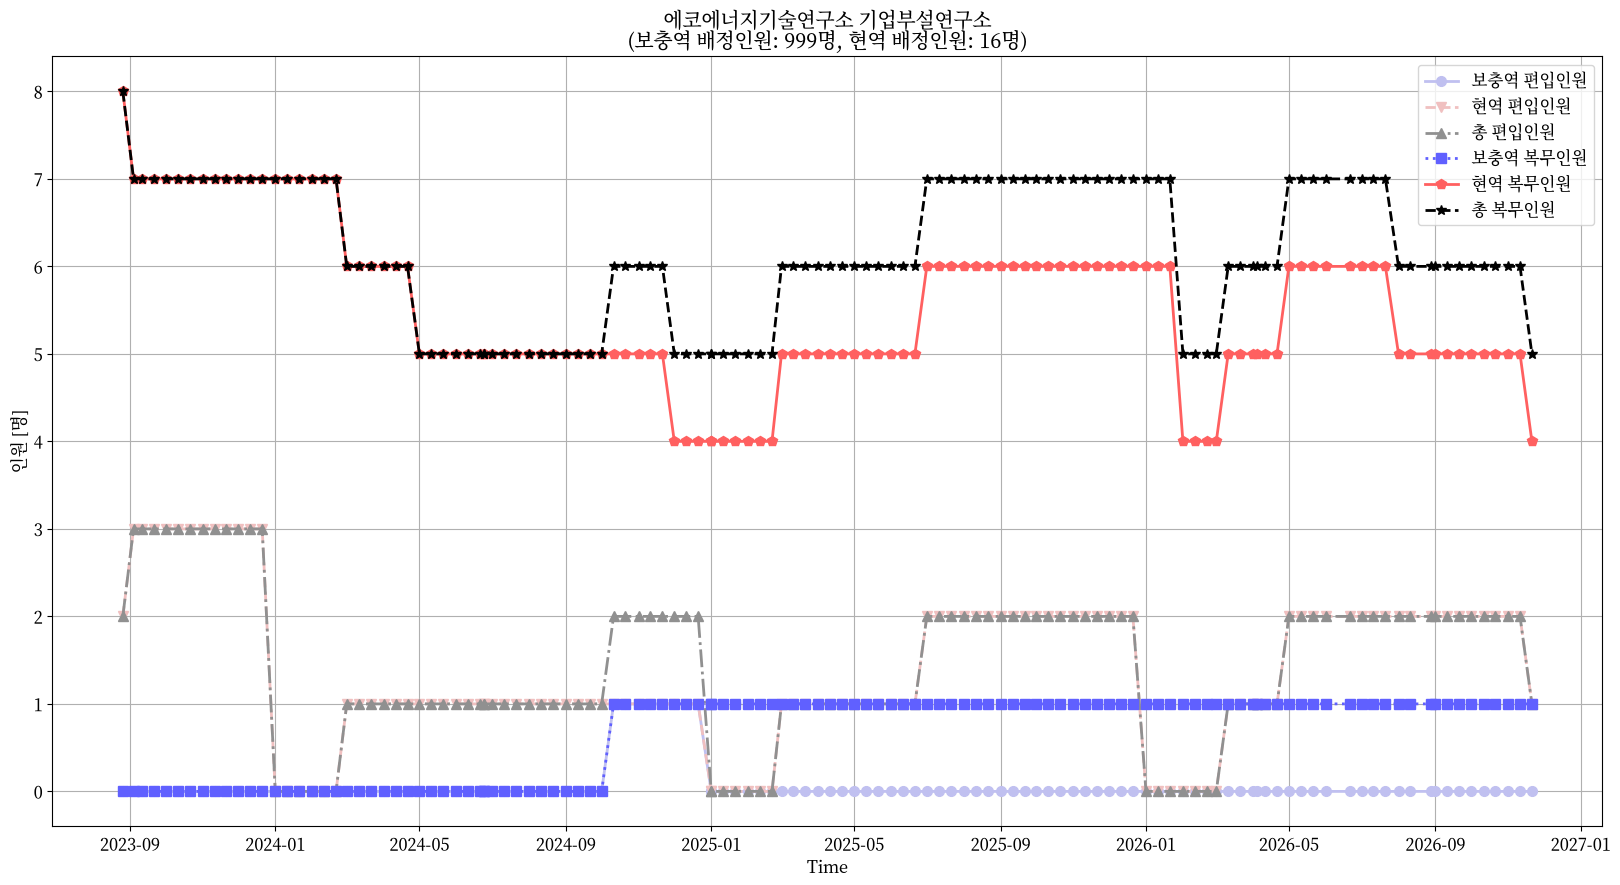 에코에너지기술연구소 기업부설연구소
(보충역 배정인원: 999명, 현역 배정인원: 16명)
보충역 편입인원
현역 편입인원
총 편입인원
보충역 복무인원
현역 복무인원
총 복무인원
인원 [명]
8
7
6
5
4
3
2
1
0
2023-09
2024-01
2024-05
2024-09
2025-01
2025-05
2025-09
2026-01
2026-05
2026-09
2027-01
Time